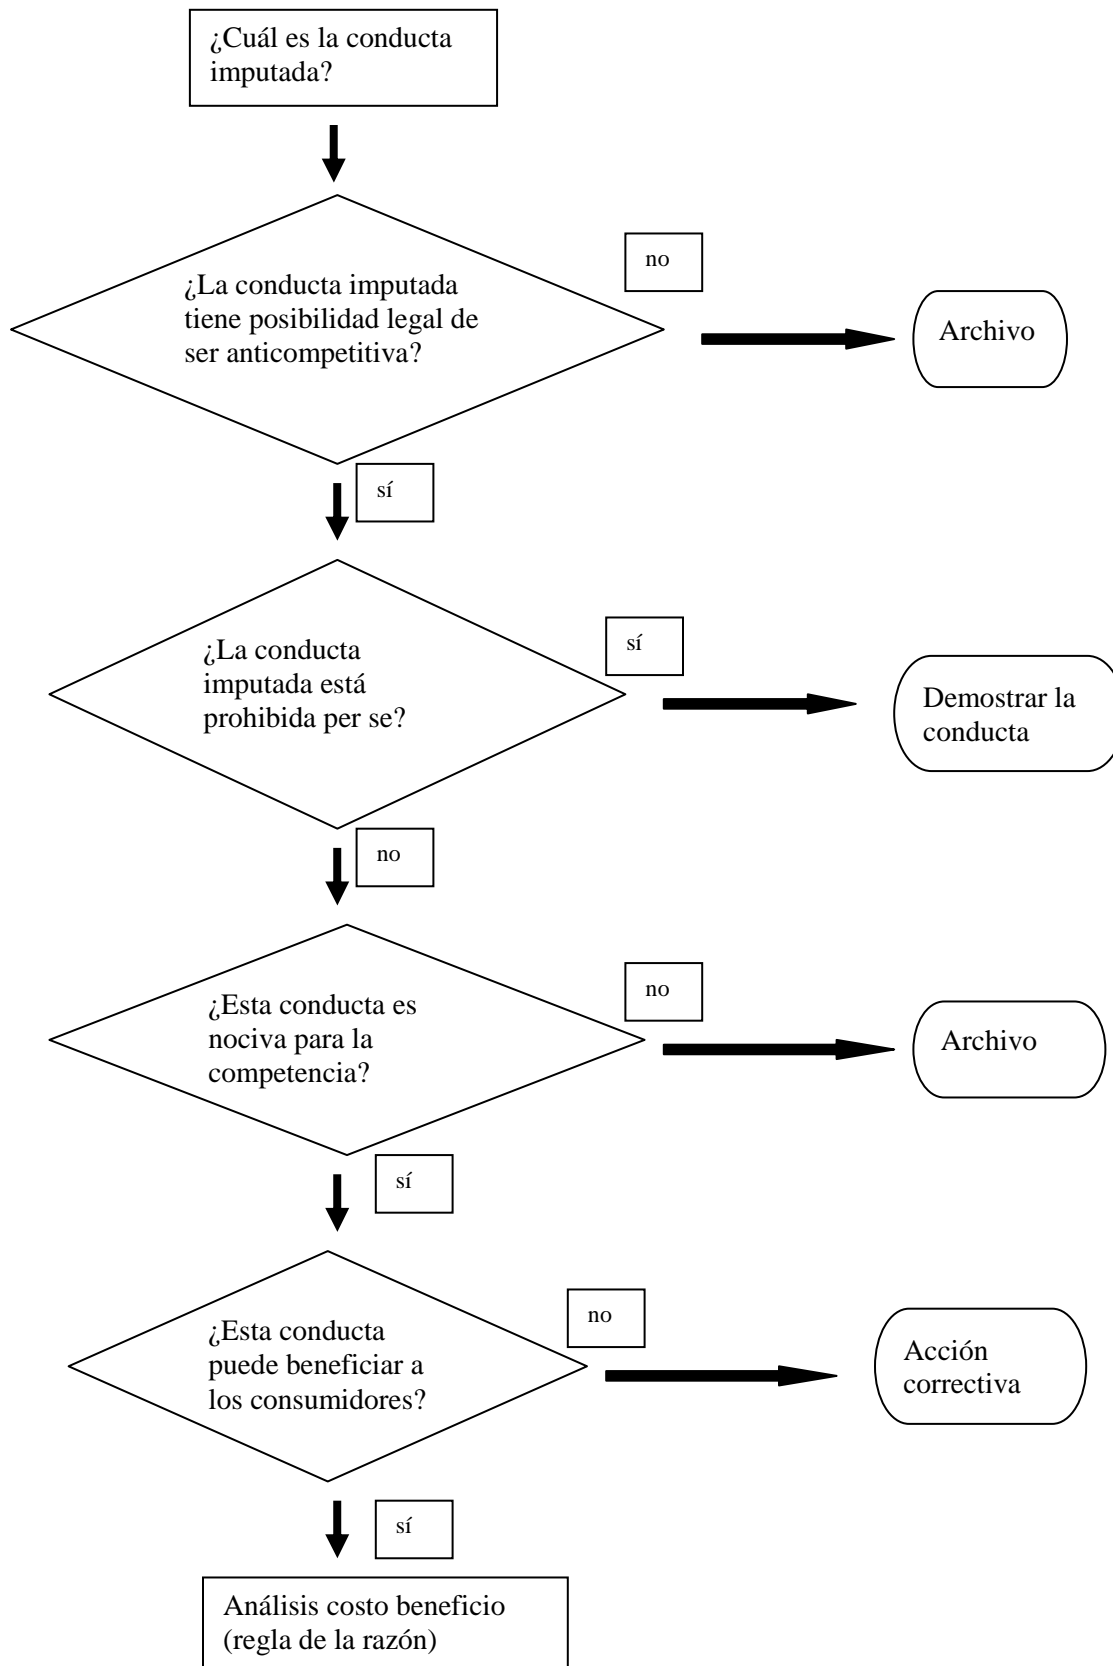 ¿Cuál es la conducta
imputada?
¿La conducta imputada
tiene posibilidad legal de
ser anticompetitiva?
no
Archivo
sí
¿La conducta
imputada está
prohibida per se?
sí
Demostrar la
conducta
no
¿Esta conducta es
nociva para la
competencia?
no
Archivo
sí
¿Esta conducta
puede beneficiar a
los consumidores?
no
Acción
correctiva
sí
Análisis costo beneficio
(regla de la razón)